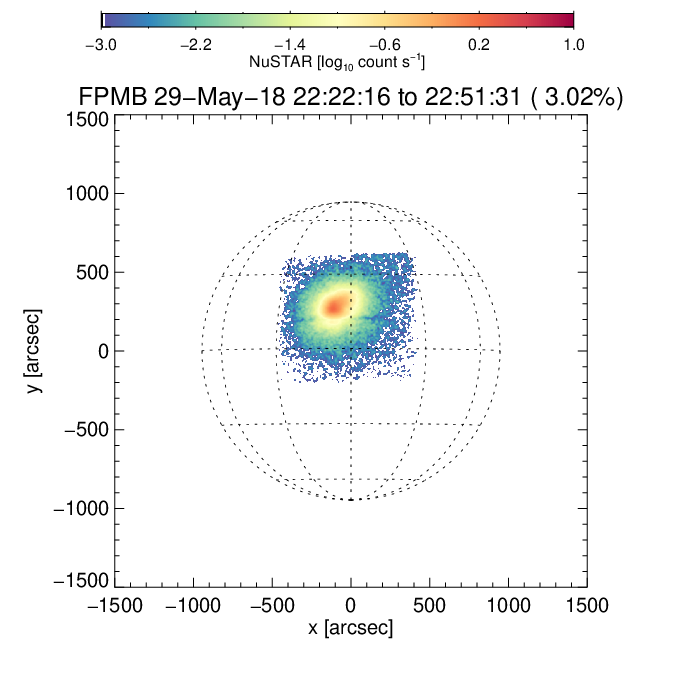 −3.0 −2.2 −1.4 −0.6 0.2 1.0
NuSTAR [log₁₀ count s⁻¹]
FPMB 29−May−18 22:22:16 to 22:51:31 ( 3.02%)
1500
1000
500
0
−500
−1000
−1500
y [arcsec]
−1500 −1000 −500 0 500 1000 1500
x [arcsec]